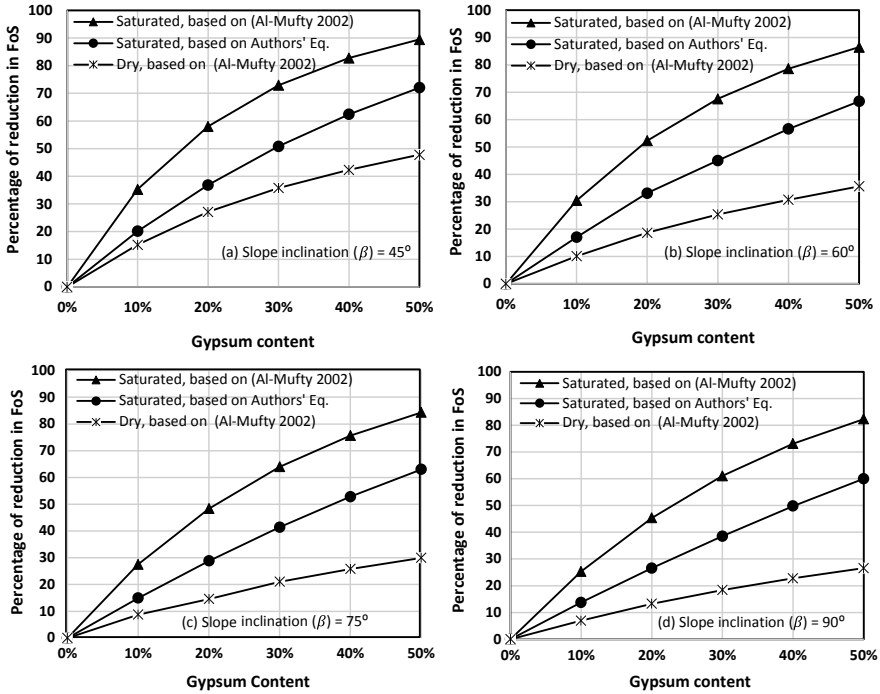 Percentage of reduction in FoS
100
90
80
70
60
50
40
30
20
10
0
Saturated, based on (Al-Mufty 2002)
Saturated, based on Authors' Eq.
Dry, based on (Al-Mufty 2002)
(a) Slope inclination (β) = 45°
0% 10% 20% 30% 40% 50%
Gypsum content
Percentage of reduction in FoS
100
90
80
70
60
50
40
30
20
10
0
Saturated, based on (Al-Mufty 2002)
Saturated, based on Authors' Eq.
Dry, based on (Al-Mufty 2002)
(b) Slope inclination (β) = 60°
0% 10% 20% 30% 40% 50%
Gypsum content
Percentage of reduction in FoS
100
90
80
70
60
50
40
30
20
10
0
Saturated, based on (Al-Mufty 2002)
Saturated, based on Authors' Eq.
Dry, based on (Al-Mufty 2002)
(c) Slope inclination (β) = 75°
0% 10% 20% 30% 40% 50%
Gypsum Content
Percentage of reduction in FoS
100
90
80
70
60
50
40
30
20
10
0
Saturated, based on (Al-Mufty 2002)
Saturated, based on Authors' Eq.
Dry, based on (Al-Mufty 2002)
(d) Slope inclination (β) = 90°
0% 10% 20% 30% 40% 50%
Gypsum content